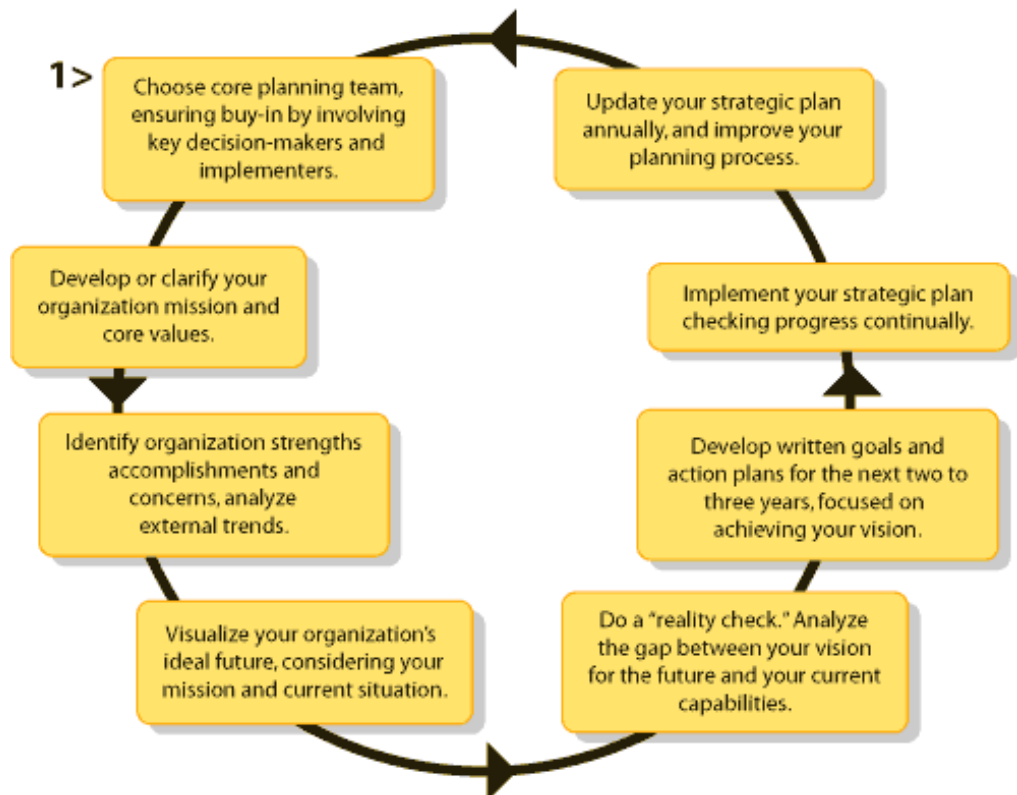 1>
Choose core planning team,
ensuring buy-in by involving
key decision-makers and
implementers.
Develop or clarify your
organization mission and
core values.
Identify organization strengths
accomplishments and
concerns, analyze
external trends.
Visualize your organization's
ideal future, considering your
mission and current situation.
Do a “reality check.” Analyze
the gap between your vision
for the future and your current
capabilities.
Develop written goals and
action plans for the next two to
three years, focused on
achieving your vision.
Implement your strategic plan
checking progress continually.
Update your strategic plan
annually, and improve your
planning process.